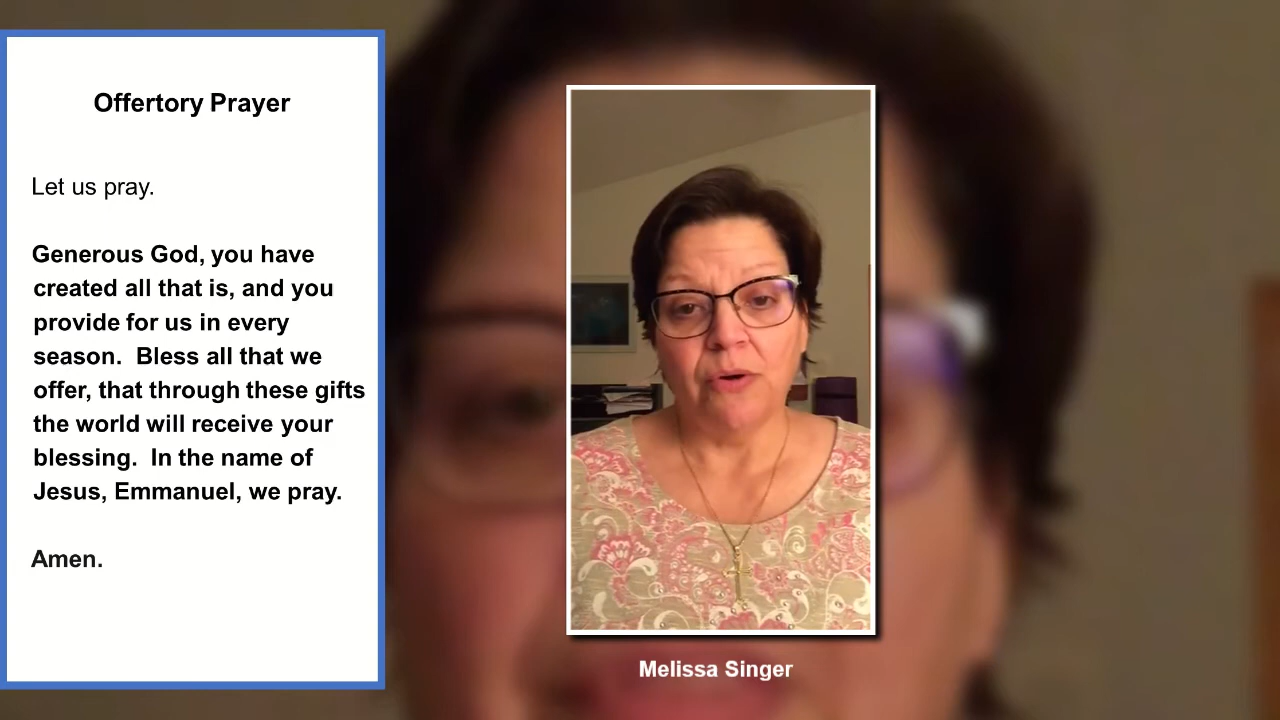 Offertory Prayer
Let us pray.
Generous God, you have
created all that is, and you
provide for us in every
season.  Bless all that we
offer, that through these gifts
the world will receive your
blessing.  In the name of
Jesus, Emmanuel, we pray.
Amen.
Melissa Singer